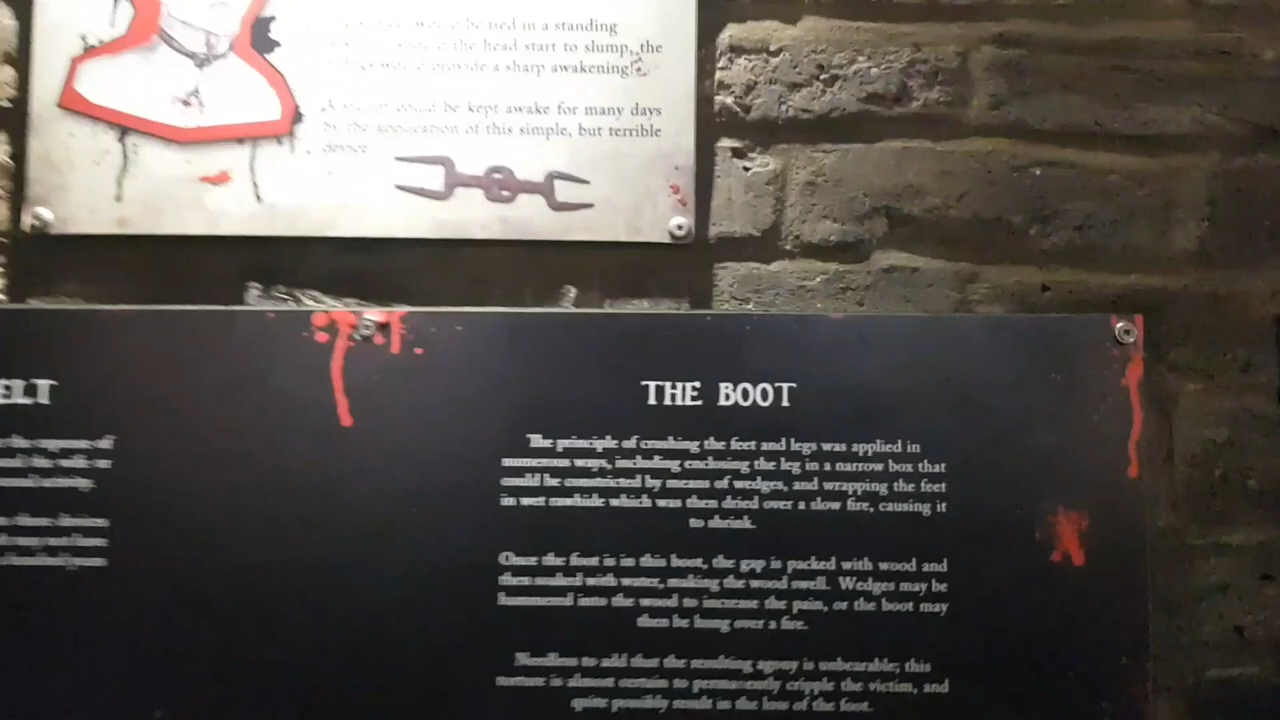 be tied in a standing
the head start to slump, the
provide a sharp awakening!
A victim could be kept awake for many days
by the application of this simple, but terrible
device
ELT
THE BOOT
The principle of crushing the feet and legs was applied in
numerous ways, including enclosing the leg in a narrow box that
could be constricted by means of wedges, and wrapping the feet
in wet rawhide which was then dried over a slow fire, causing it
to shrink.
Once the foot is in this boot, the gap is packed with wood and
then soaked with water, making the wood swell. Wedges may be
hammered into the wood to increase the pain, or the boot may
then be hung over a fire.
Needless to add that the resulting agony is unbearable; this
torture is almost certain to permanently cripple the victim, and
quite possibly result in the loss of the foot.